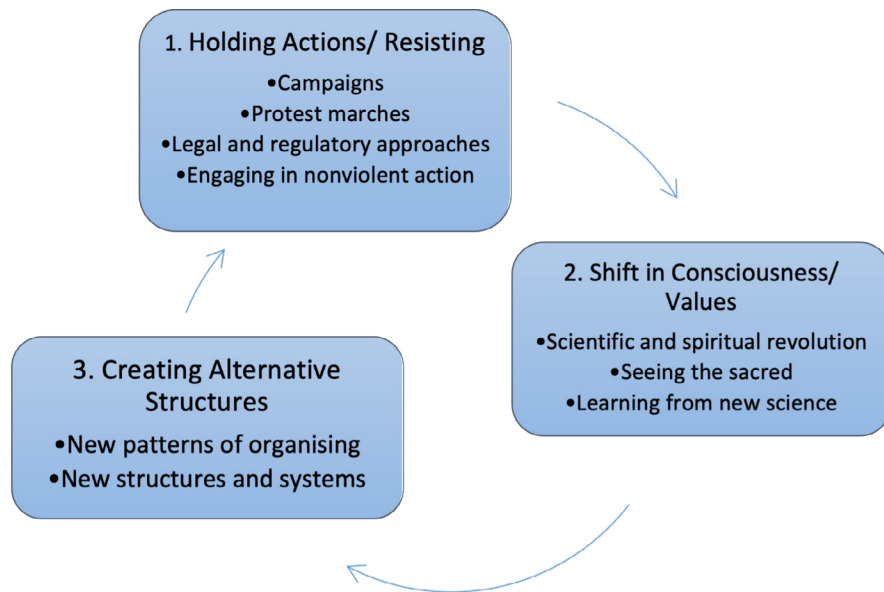 1. Holding Actions/ Resisting
•Campaigns
•Protest marches
•Legal and regulatory approaches
•Engaging in nonviolent action
2. Shift in Consciousness/
Values
•Scientific and spiritual revolution
•Seeing the sacred
•Learning from new science
3. Creating Alternative
Structures
•New patterns of organising
•New structures and systems